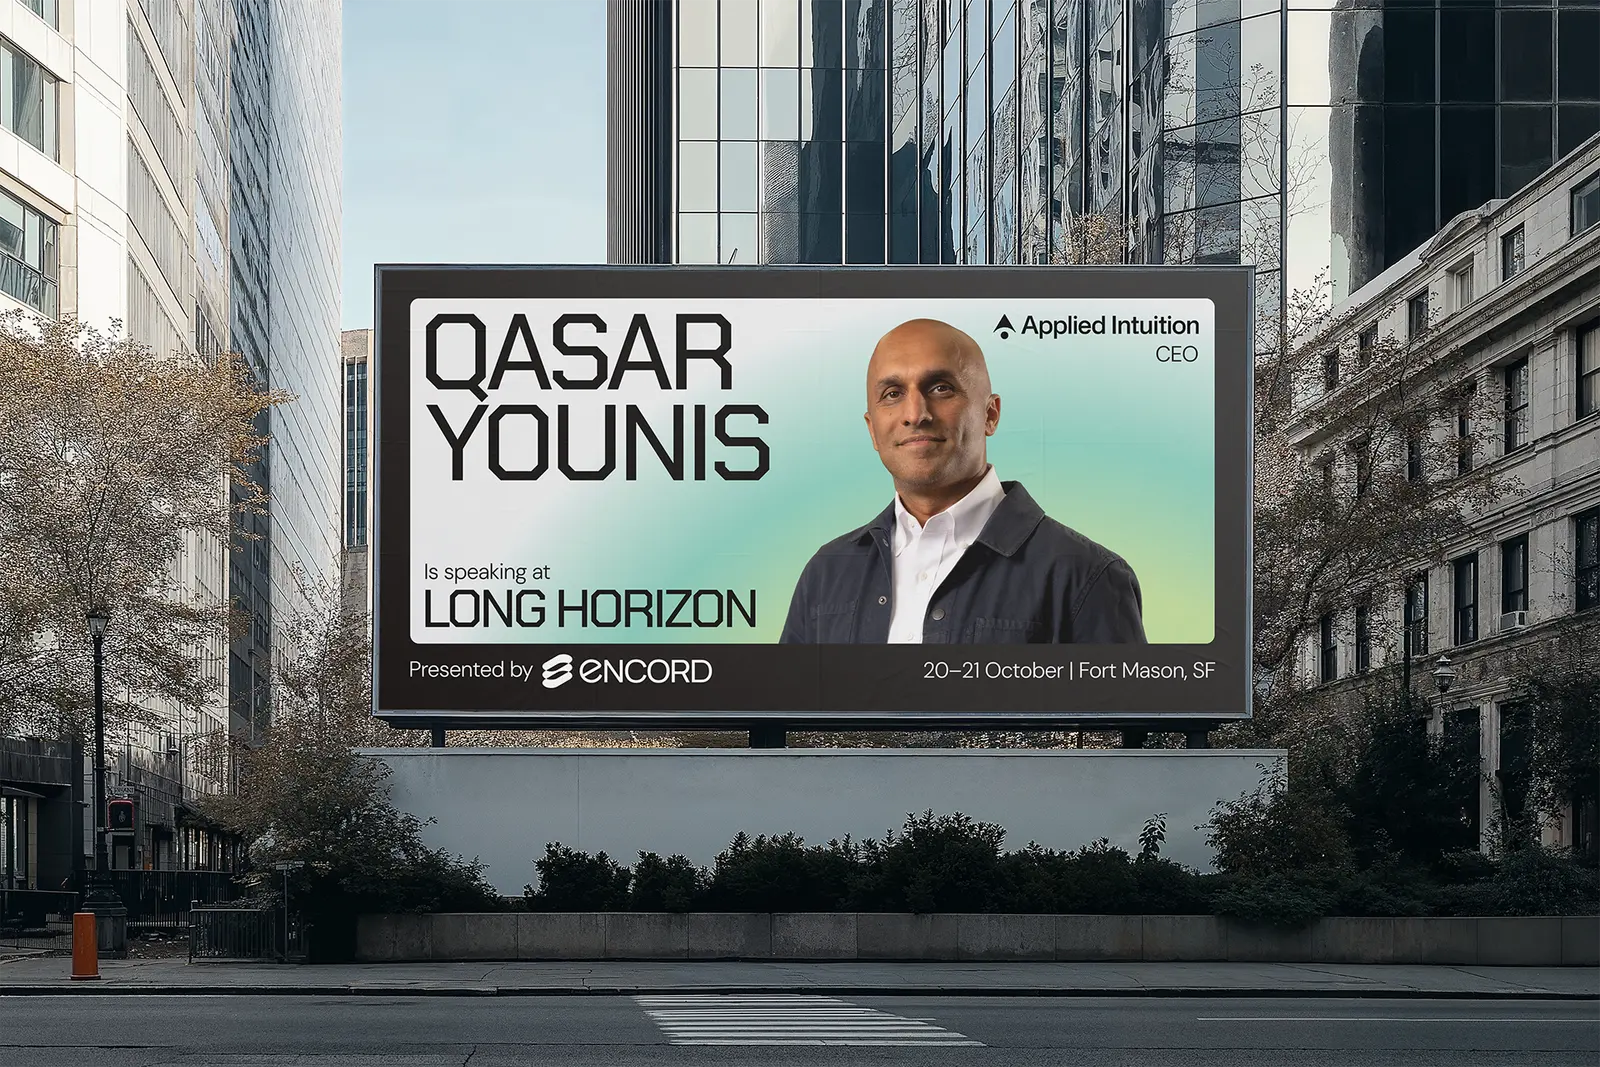 QASAR
YOUNIS
Applied Intuition
CEO
Is speaking at
LONG HORIZON
Presented by ENCORD
20–21 October | Fort Mason, SF